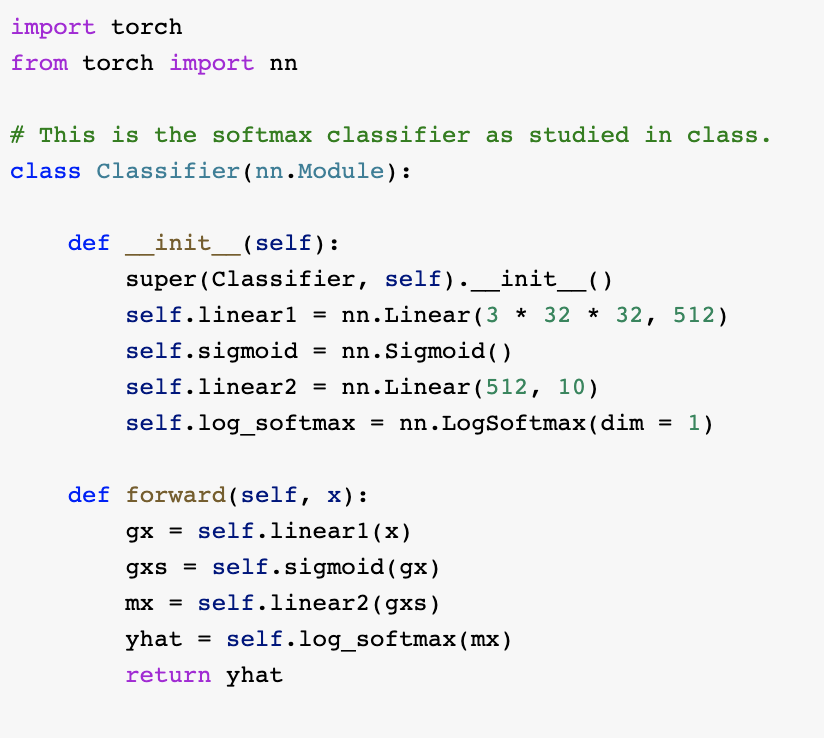 import torch
from torch import nn

# This is the softmax classifier as studied in class.
class Classifier(nn.Module):

    def __init__(self):
        super(Classifier, self).__init__()
        self.linear1 = nn.Linear(3 * 32 * 32, 512)
        self.sigmoid = nn.Sigmoid()
        self.linear2 = nn.Linear(512, 10)
        self.log_softmax = nn.LogSoftmax(dim = 1)

    def forward(self, x):
        gx = self.linear1(x)
        gxs = self.sigmoid(gx)
        mx = self.linear2(gxs)
        yhat = self.log_softmax(mx)
        return yhat